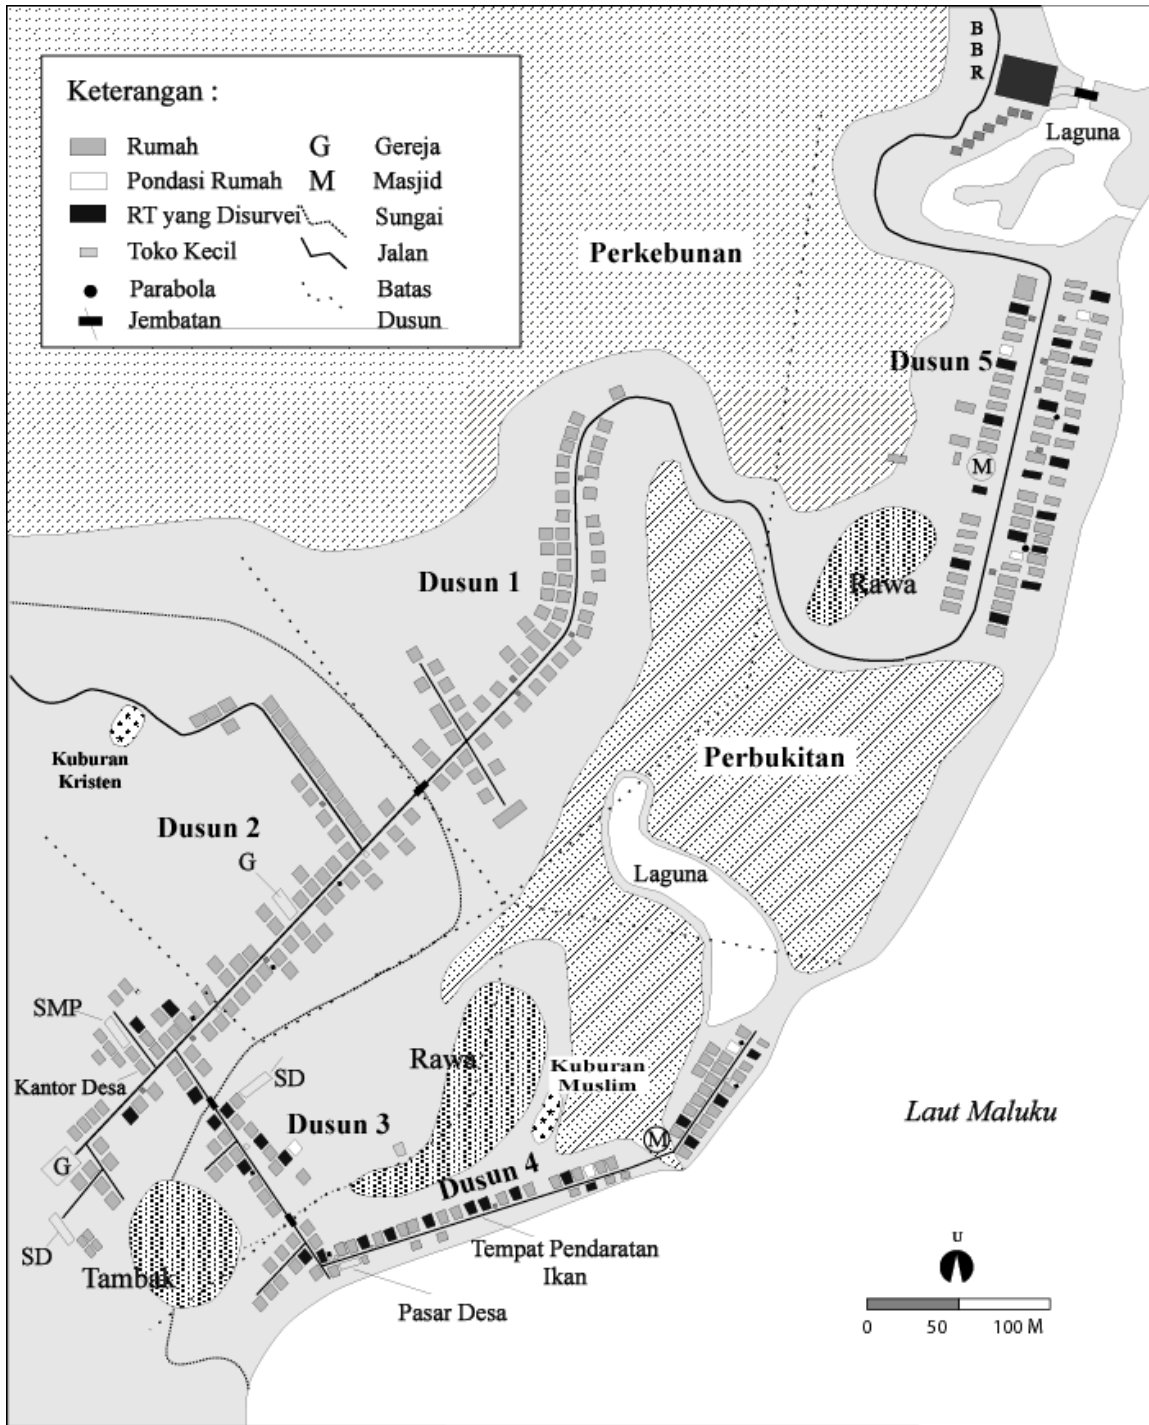 B
B
R
Keterangan :
Rumah
G
Gereja
Pondasi Rumah
M
Masjid
RT yang Disurvei
Sungai
Toko Kecil
Jalan
Parabola
Batas
Jembatan
Dusun
Laguna
Perkebunan
Dusun 5
M
Dusun 1
Rawa
Kuburan
Kristen
Perbukitan
Dusun 2
G
Laguna
SMP
Rawa
Kuburan
Muslim
Kantor Desa
SD
Dusun 3
Laut Maluku
M
G
Dusun 4
SD
Tambak
Tempat Pendaratan
Ikan
Pasar Desa
U
0 50 100 M